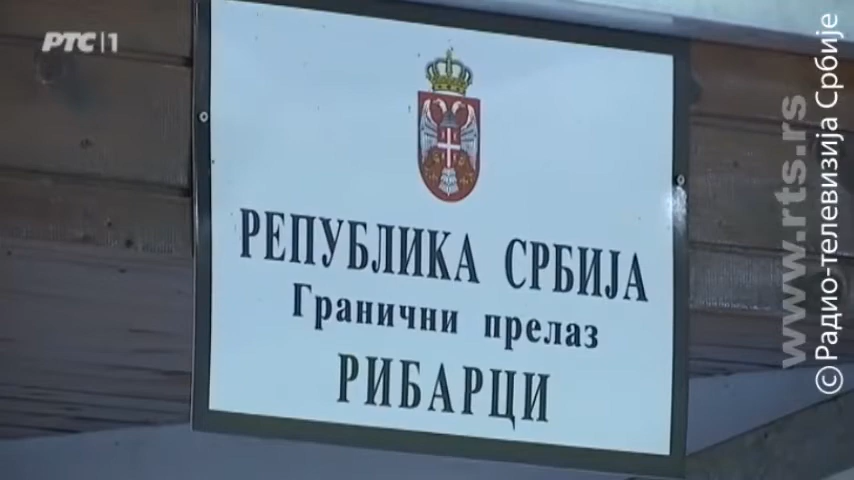 РТС|1
РЕПУБЛИКА СРБИЈА
Гранични прелаз
РИБАРЦИ
www.rts.rs
© Радио-телевизија Србије